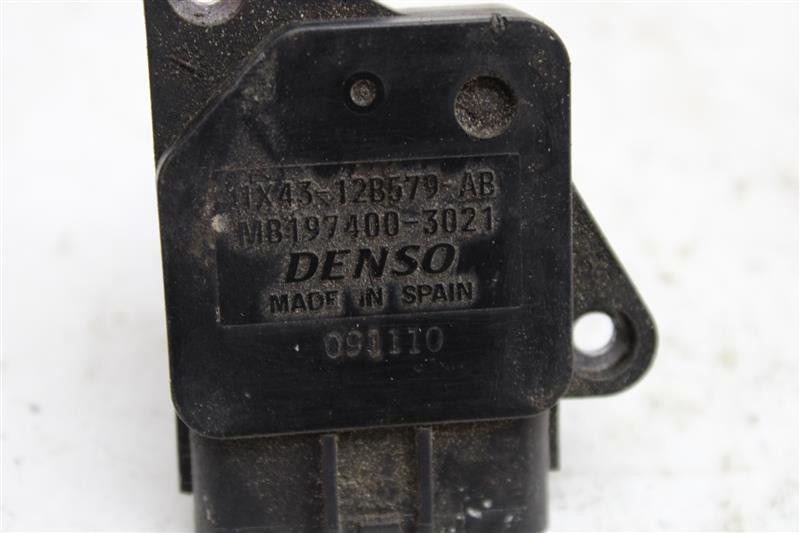 1X43-12B579-AB
MB197400-3021
DENSO
MADE IN SPAIN
091110